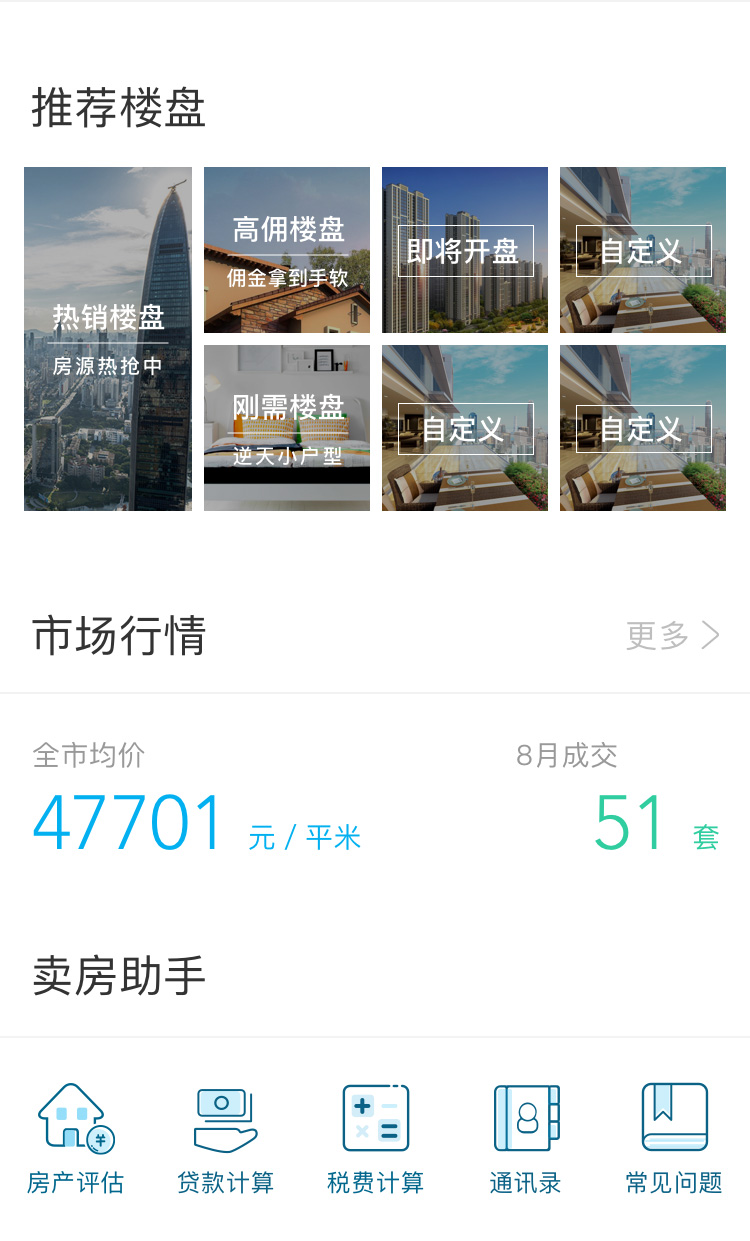 推荐楼盘
热销楼盘
房源热抢中
高佣楼盘
佣金拿到手软
即将开盘
自定义
刚需楼盘
逆天小户型
自定义
自定义
市场行情
更多
全市均价
8月成交
47701 元 / 平米
51 套
卖房助手
房产评估
贷款计算
税费计算
通讯录
常见问题